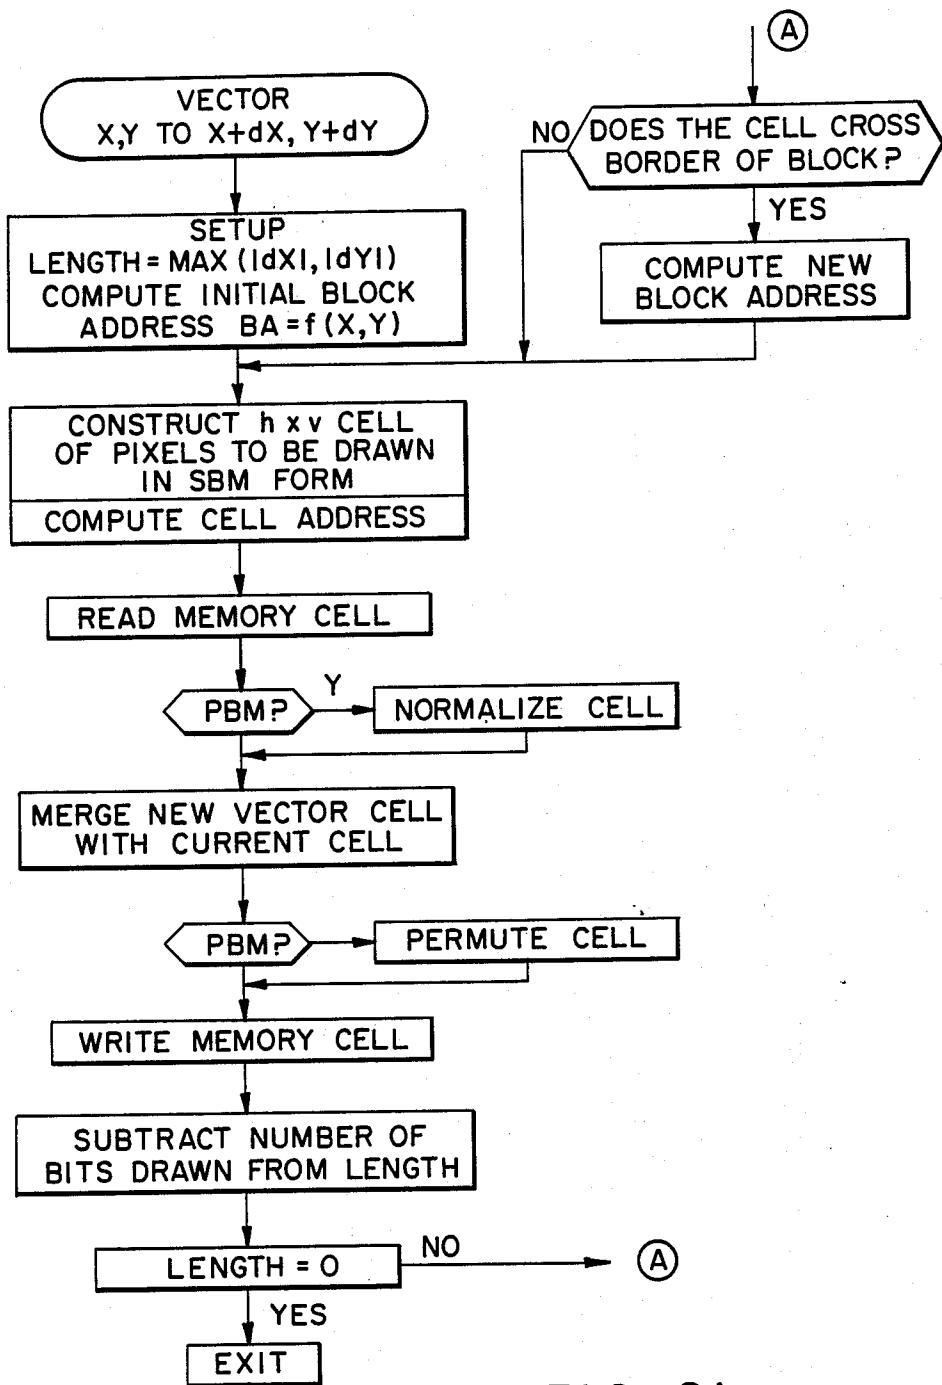 VECTOR
X,Y TO X+dX, Y+dY
SETUP
LENGTH = MAX (|dX|, |dY|)
COMPUTE INITIAL BLOCK
ADDRESS BA = f(X,Y)
A
DOES THE CELL CROSS
BORDER OF BLOCK?
NO
YES
COMPUTE NEW
BLOCK ADDRESS
CONSTRUCT h x v CELL
OF PIXELS TO BE DRAWN
IN SBM FORM
COMPUTE CELL ADDRESS
READ MEMORY CELL
PBM?
Y
NORMALIZE CELL
MERGE NEW VECTOR CELL
WITH CURRENT CELL
PBM?
PERMUTE CELL
WRITE MEMORY CELL
SUBTRACT NUMBER OF
BITS DRAWN FROM LENGTH
LENGTH = 0
NO
A
YES
EXIT